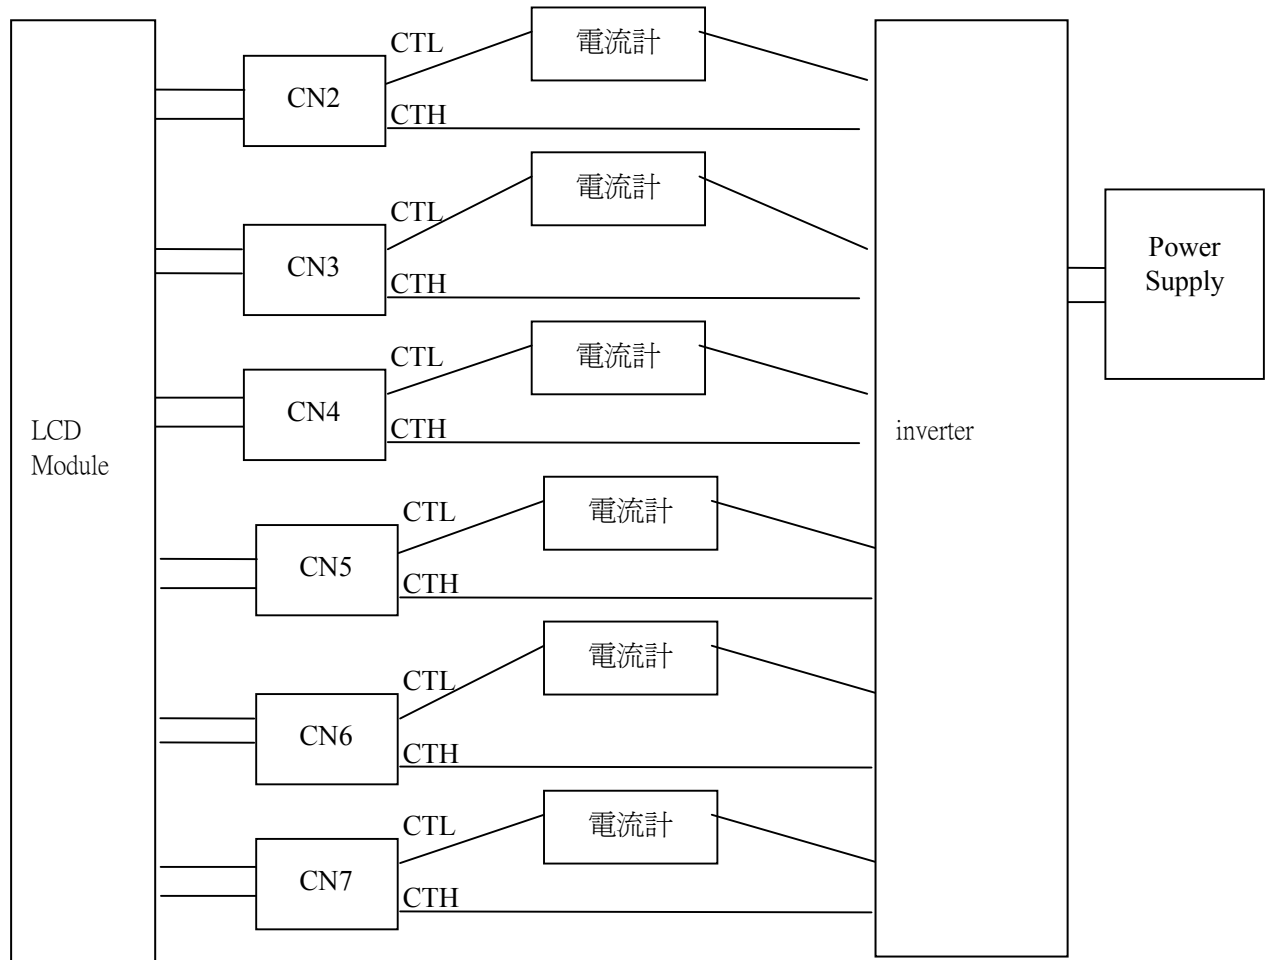 CTL
電流計
CN2
CTH
電流計
CTL
CN3
CTH
Power
Supply
電流計
CTL
CN4
CTH
LCD
Module
inverter
電流計
CTL
CN5
CTH
電流計
CTL
CN6
CTH
電流計
CTL
CN7
CTH